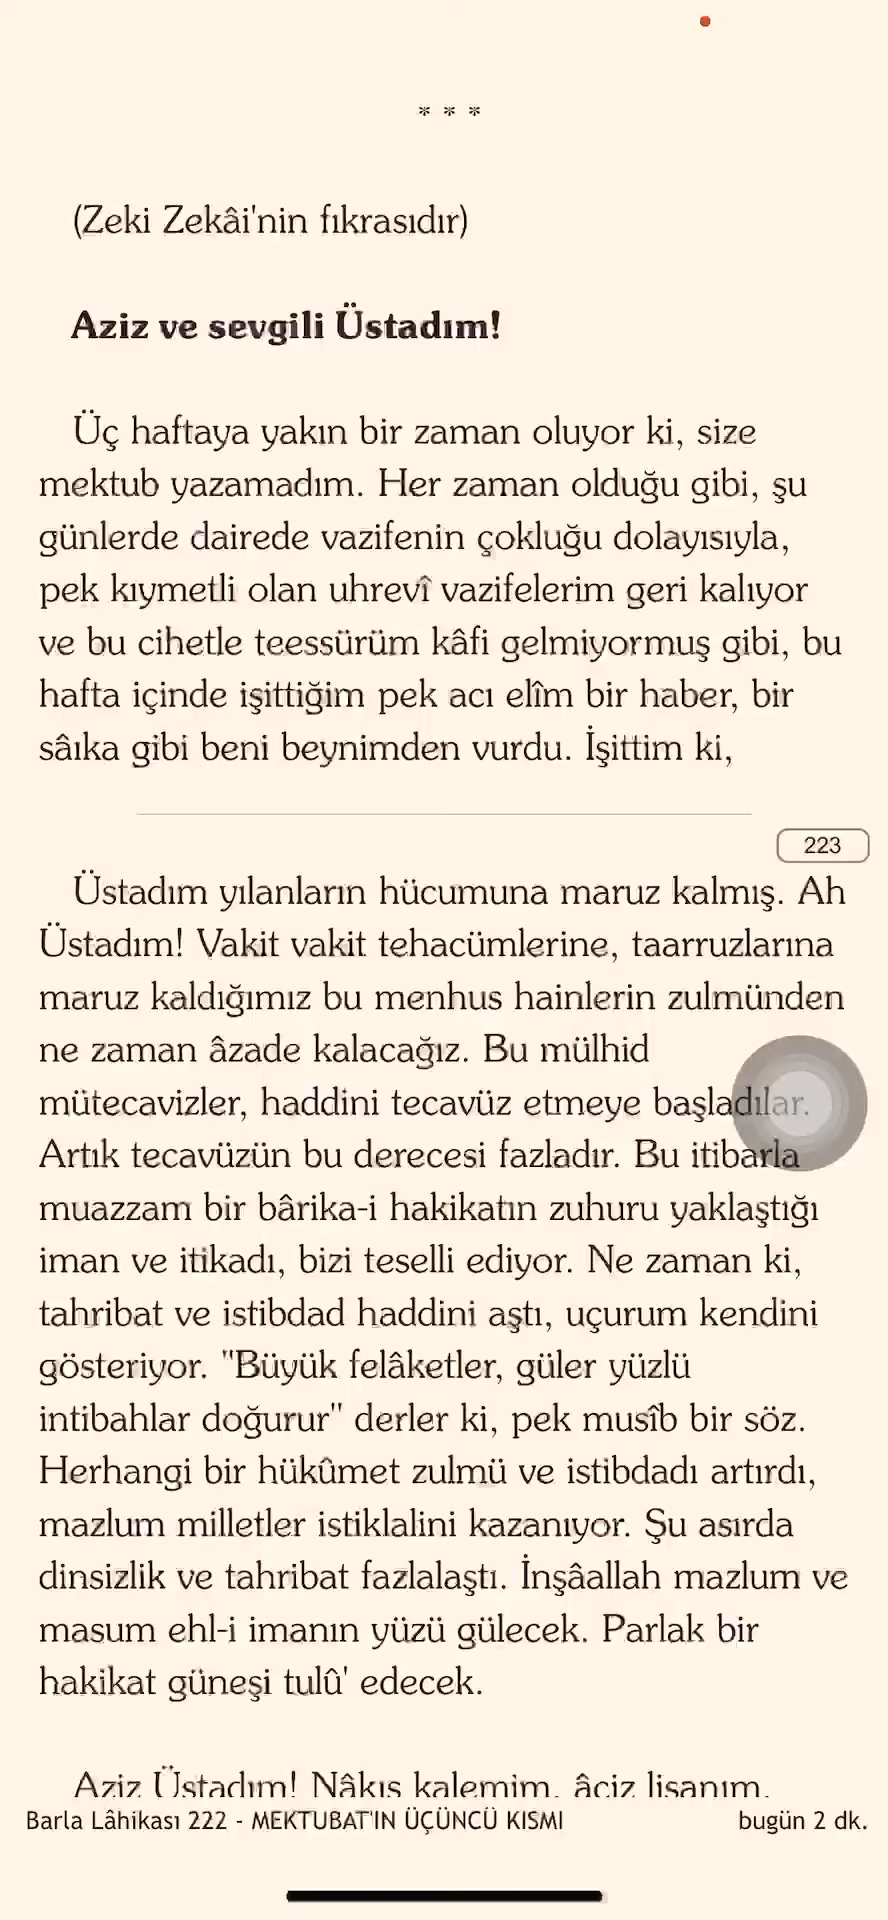 * * *
(Zeki Zekâi'nin fıkrasıdır)
Aziz ve sevgili Üstadım!
Üç haftaya yakın bir zaman oluyor ki, size
mektub yazamadım. Her zaman olduğu gibi, şu
günlerde dairede vazifenin çokluğu dolayısıyla,
pek kıymetli olan uhrevî vazifelerim geri kalıyor
ve bu cihetle teessürüm kâfi gelmiyormuş gibi, bu
hafta içinde işittiğim pek acı elîm bir haber, bir
sâıka gibi beni beynimden vurdu. İşittim ki,
223
Üstadım yılanların hücumuna maruz kalmış. Ah
Üstadım! Vakit vakit tehacümlerine, taarruzlarına
maruz kaldığımız bu menhus hainlerin zulmünden
ne zaman âzade kalacağız. Bu mülhid
mütecavizler, haddini tecavüz etmeye başladılar.
Artık tecavüzün bu derecesi fazladır. Bu itibarla
muazzam bir bârika-i hakikatın zuhuru yaklaştığı
iman ve itikadı, bizi teselli ediyor. Ne zaman ki,
tahribat ve istibdad haddini aştı, uçurum kendini
gösteriyor. "Büyük felâketler, güler yüzlü
intibahlar doğurur" derler ki, pek musîb bir söz.
Herhangi bir hükûmet zulmü ve istibdadı artırdı,
mazlum milletler istiklalini kazanıyor. Şu asırda
dinsizlik ve tahribat fazlalaştı. İnşâallah mazlum ve
masum ehl-i imanın yüzü gülecek. Parlak bir
hakikat güneşi tulû' edecek.
Aziz Üstadım! Nâkıs kalemim, âciz lisanım,
Barla Lâhikası 222 - MEKTUBAT'IN ÜÇÜNCÜ KISMI
bugün 2 dk.